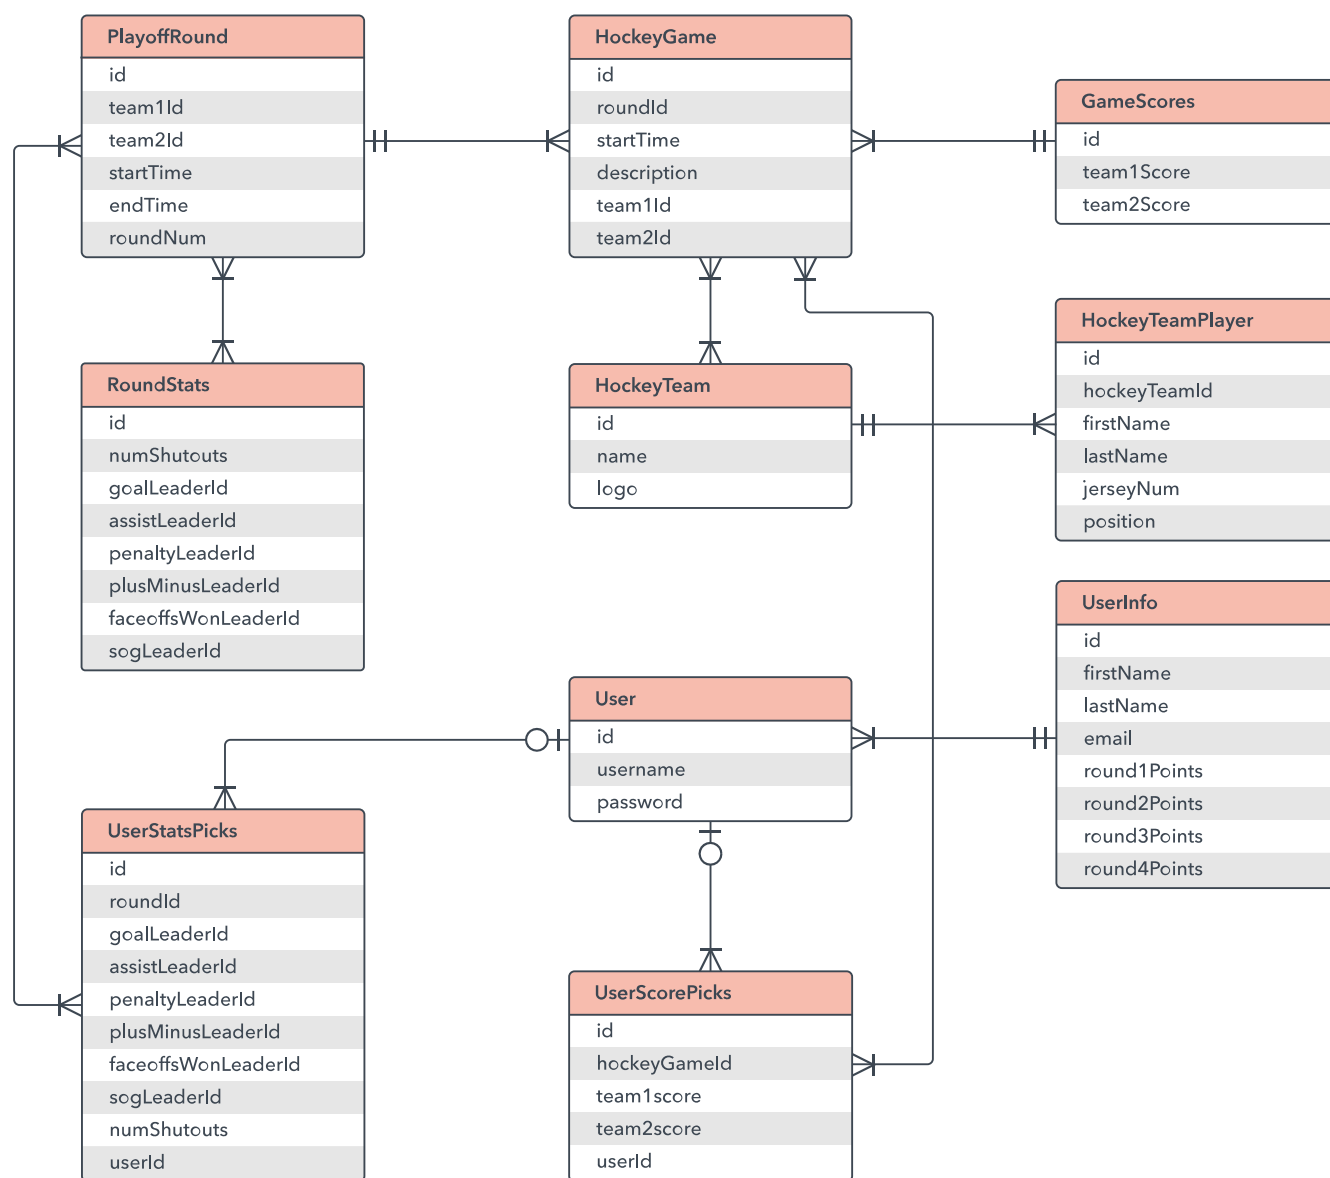 PlayoffRound
id
team1Id
team2Id
startTime
endTime
roundNum
HockeyGame
id
roundId
startTime
description
team1Id
team2Id
GameScores
id
team1Score
team2Score
RoundStats
id
numShutouts
goalLeaderId
assistLeaderId
penaltyLeaderId
plusMinusLeaderId
faceoffsWonLeaderId
sogLeaderId
HockeyTeam
id
name
logo
HockeyTeamPlayer
id
hockeyTeamId
firstName
lastName
jerseyNum
position
User
id
username
password
UserInfo
id
firstName
lastName
email
round1Points
round2Points
round3Points
round4Points
UserStatsPicks
id
roundId
goalLeaderId
assistLeaderId
penaltyLeaderId
plusMinusLeaderId
faceoffsWonLeaderId
sogLeaderId
numShutouts
userId
UserScorePicks
id
hockeyGameId
team1score
team2score
userId